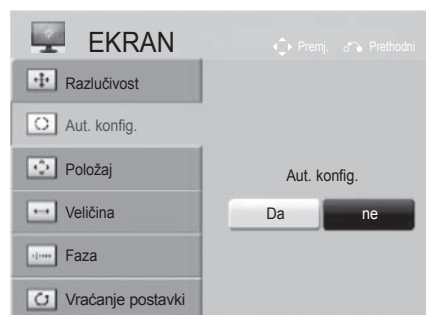 EKRAN
Premj. Prethodni
Razlučivost
Aut. konfig.
Položaj
Veličina
Faza
Vraćanje postavki
Aut. konfig.
Da ne